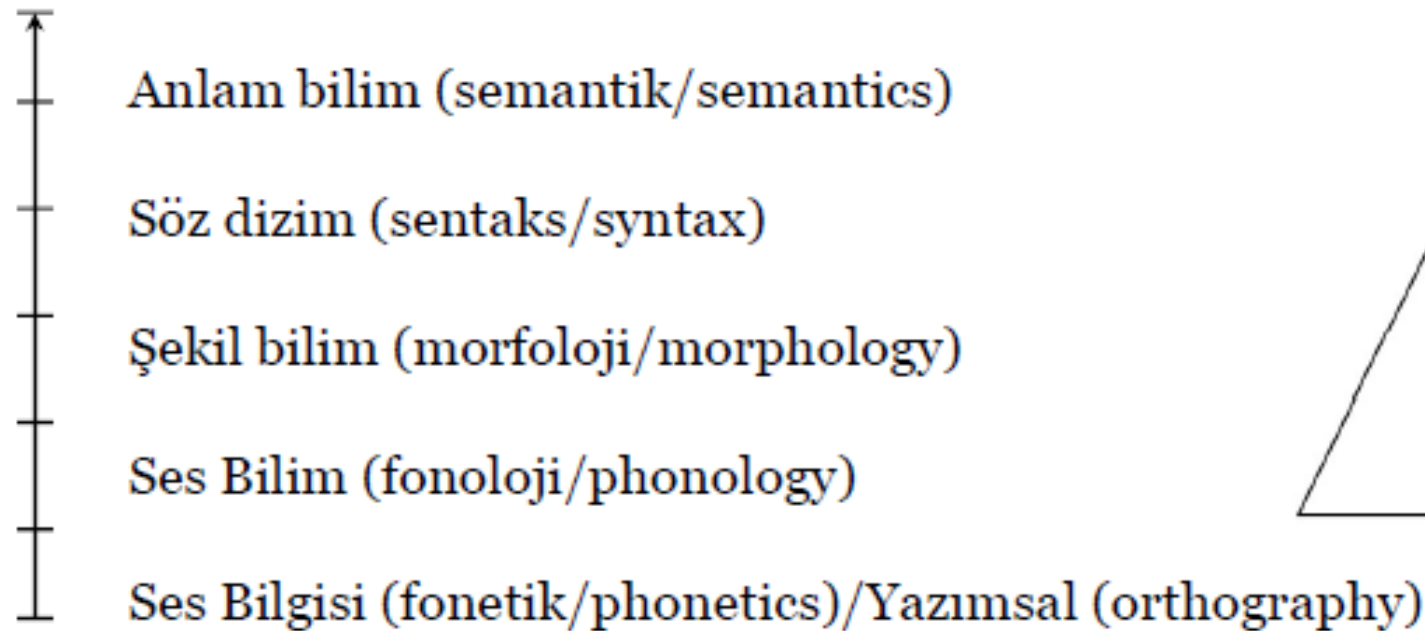 Anlam bilim (semantik/semantics)
Söz dizim (sentaks/syntax)
Şekil bilim (morfoloji/morphology)
Ses Bilim (fonoloji/phonology)
Ses Bilgisi (fonetik/phonetics)/Yazımsal (orthography)